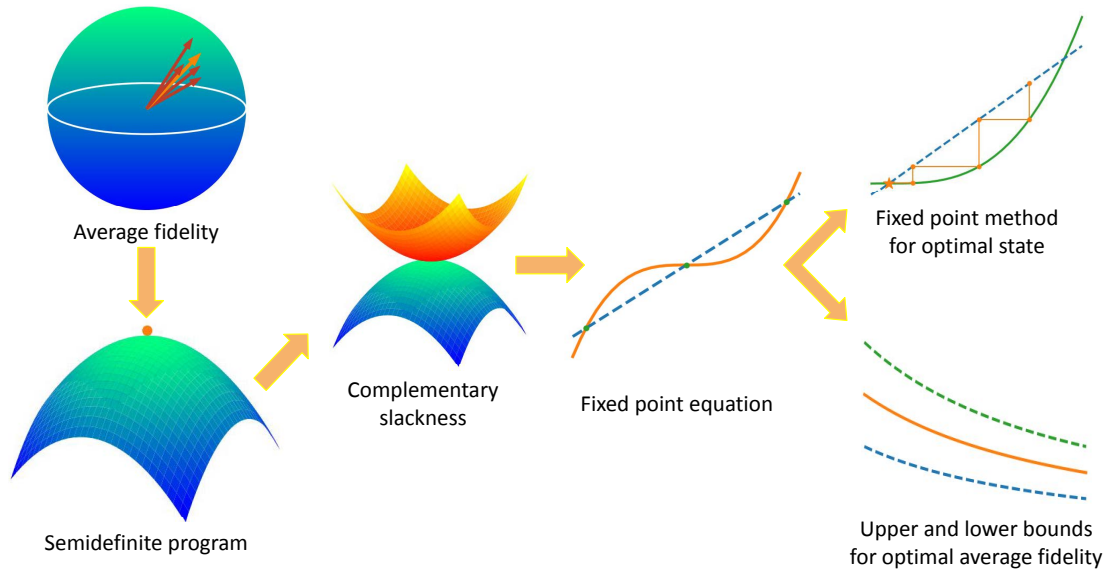 Average fidelity
Semidefinite program
Complementary
slackness
Fixed point equation
Fixed point method
for optimal state
Upper and lower bounds
for optimal average fidelity